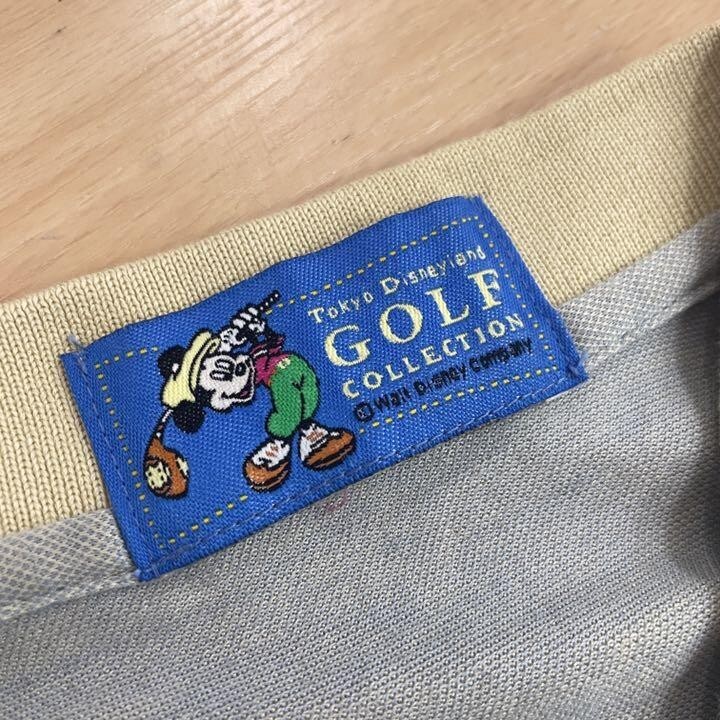 Tokyo Disneyland
GOLF
COLLECTION
© Walt Disney Company